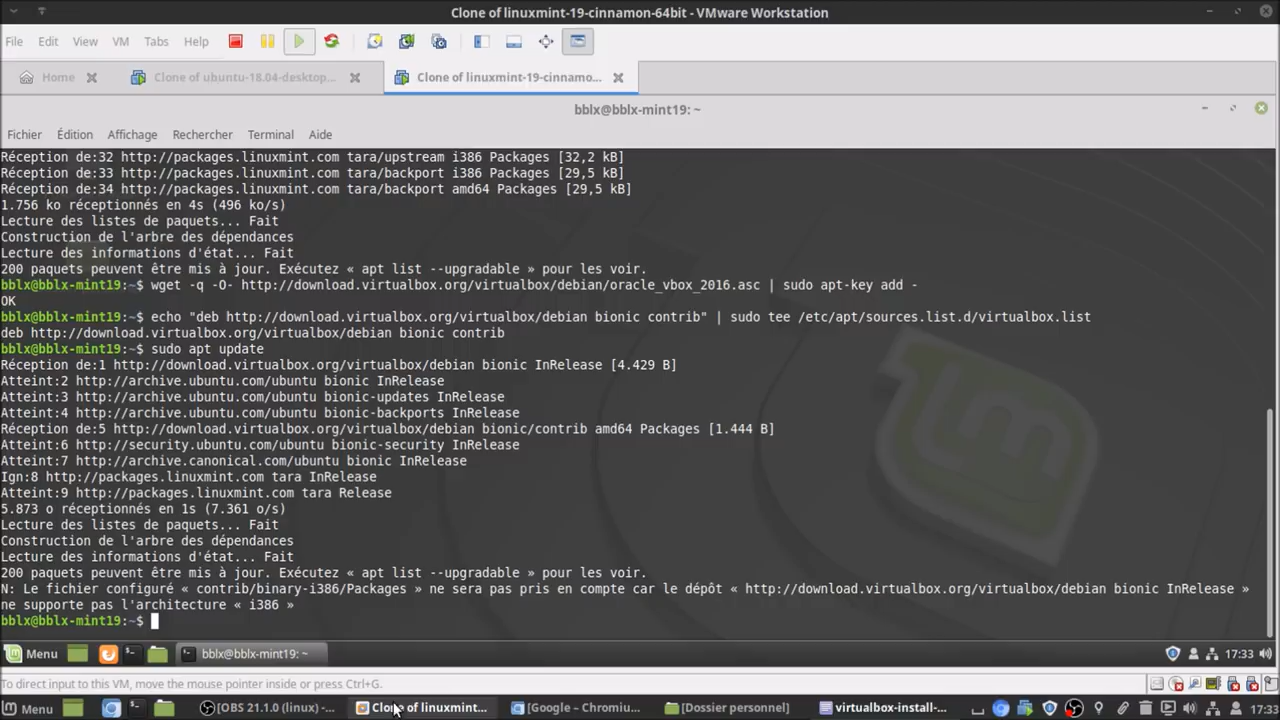 Clone of linuxmint-19-cinnamon-64bit - VMware Workstation
File Edit View VM Tabs Help
Home Clone of ubuntu-18.04-desktop... Clone of linuxmint-19-cinnamo...
bblx@bblx-mint19: ~
Fichier Édition Affichage Rechercher Terminal Aide
Réception de:32 http://packages.linuxmint.com tara/upstream i386 Packages [32,2 kB]
Réception de:33 http://packages.linuxmint.com tara/backport i386 Packages [29,5 kB]
Réception de:34 http://packages.linuxmint.com tara/backport amd64 Packages [29,5 kB]
1.756 ko réceptionnés en 4s (496 ko/s)
Lecture des listes de paquets... Fait
Construction de l'arbre des dépendances
Lecture des informations d'état... Fait
200 paquets peuvent être mis à jour. Exécutez « apt list --upgradable » pour les voir.
bblx@bblx-mint19:~$ wget -q -O- http://download.virtualbox.org/virtualbox/debian/oracle_vbox_2016.asc | sudo apt-key add -
OK
bblx@bblx-mint19:~$ echo "deb http://download.virtualbox.org/virtualbox/debian bionic contrib" | sudo tee /etc/apt/sources.list.d/virtualbox.list
deb http://download.virtualbox.org/virtualbox/debian bionic contrib
bblx@bblx-mint19:~$ sudo apt update
Réception de:1 http://download.virtualbox.org/virtualbox/debian bionic InRelease [4.429 B]
Atteint:2 http://archive.ubuntu.com/ubuntu bionic InRelease
Atteint:3 http://archive.ubuntu.com/ubuntu bionic-updates InRelease
Atteint:4 http://archive.ubuntu.com/ubuntu bionic-backports InRelease
Réception de:5 http://download.virtualbox.org/virtualbox/debian bionic/contrib amd64 Packages [1.444 B]
Atteint:6 http://security.ubuntu.com/ubuntu bionic-security InRelease
Atteint:7 http://archive.canonical.com/ubuntu bionic InRelease
Ign:8 http://packages.linuxmint.com tara InRelease
Atteint:9 http://packages.linuxmint.com tara Release
5.873 o réceptionnés en 1s (7.361 o/s)
Lecture des listes de paquets... Fait
Construction de l'arbre des dépendances
Lecture des informations d'état... Fait
200 paquets peuvent être mis à jour. Exécutez « apt list --upgradable » pour les voir.
N: Le fichier configuré « contrib/binary-i386/Packages » ne sera pas pris en compte car le dépôt « http://download.virtualbox.org/virtualbox/debian bionic InRelease »
ne supporte pas l'architecture « i386 »
bblx@bblx-mint19:~$
Menu bblx@bblx-mint19: ~ 17:33
To direct input to this VM, move the mouse pointer inside or press Ctrl+G.
Menu [OBS 21.1.0 (linux) -... Clone of linuxmint... [Google – Chromiu... [Dossier personnel] virtualbox-install-... 17:33